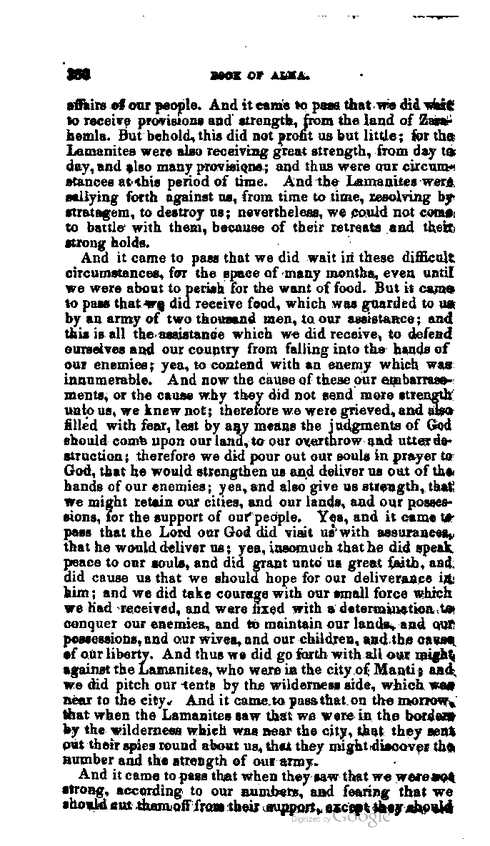 388 BOOK OF ALMA.
affairs of our people. And it came to pass that we did wait
to receive provisions and strength, from the land of Zara-
hemla. But behold, this did not profit us but little; for the
Lamanites were also receiving great strength, from day to
day, and also many provisions; and thus were our circum-
stances at this period of time. And the Lamanites were
sallying forth against us, from time to time, resolving by
stratagem, to destroy us; nevertheless, we could not come
to battle with them, because of their retreats and their
strong holds.
And it came to pass that we did wait in these difficult
circumstances, for the space of many months, even until
we were about to perish for the want of food. But it came
to pass that we did receive food, which was guarded to us
by an army of two thousand men, to our assistance; and
this is all the assistance which we did receive, to defend
ourselves and our country from falling into the hands of
our enemies; yea, to contend with an enemy which was
innumerable. And now the cause of these our embarrass-
ments, or the cause why they did not send more strength
unto us, we knew not; therefore we were grieved, and also
filled with fear, lest by any means the judgments of God
should come upon our land, to our overthrow and utter de-
struction; therefore we did pour out our souls in prayer to
God, that he would strengthen us and deliver us out of the
hands of our enemies; yea, and also give us strength, that
we might retain our cities, and our lands, and our posses-
sions, for the support of our people. Yea, and it came to
pass that the Lord our God did visit us with assurances,
that he would deliver us; yea, insomuch that he did speak
peace to our souls, and did grant unto us great faith, and
did cause us that we should hope for our deliverance in
him; and we did take courage with our small force which
we had received, and were fixed with a determination to
conquer our enemies, and to maintain our lands, and our
possessions, and our wives, and our children, and the cause
of our liberty. And thus we did go forth with all our might
against the Lamanites, who were in the city of Manti; and
we did pitch our tents by the wilderness side, which was
near to the city. And it came to pass that on the morrow,
that when the Lamanites saw that we were in the borders
by the wilderness which was near the city, that they sent
out their spies round about us, that they might discover the
number and the strength of our army.
And it came to pass that when they saw that we were not
strong, according to our numbers, and fearing that we
should cut them off from their support, except they should
Digitized by Google